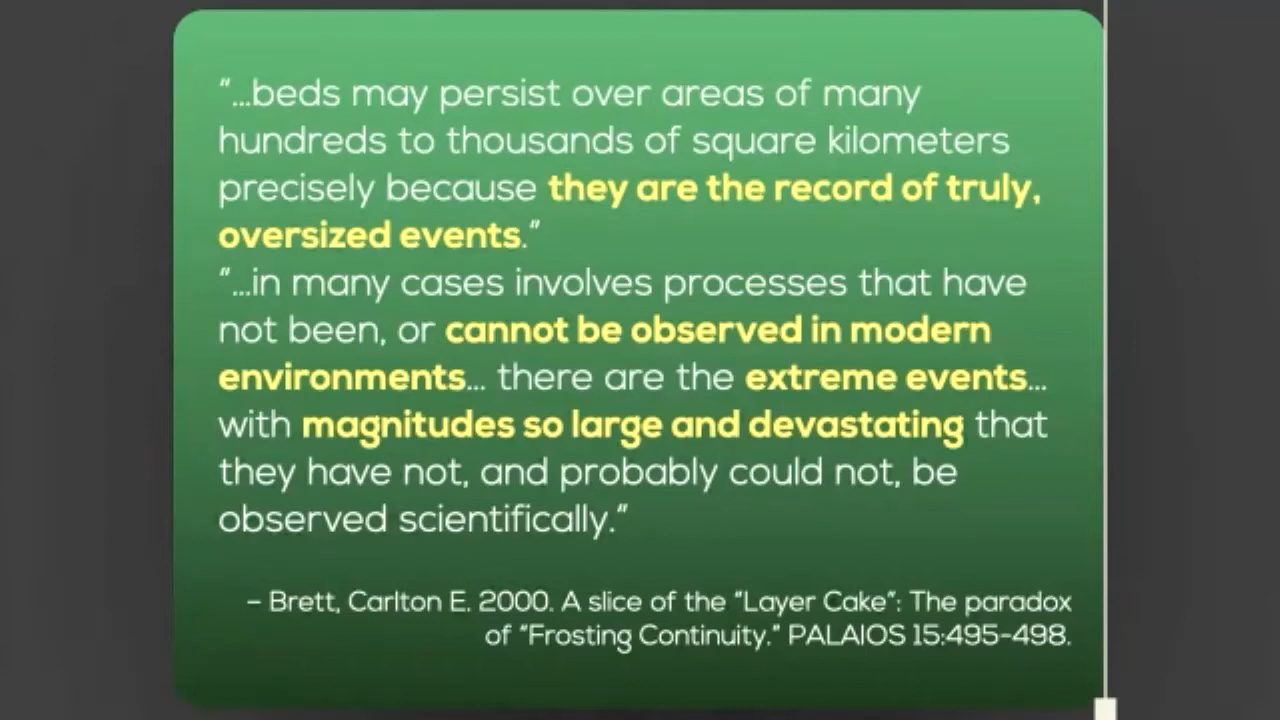 “...beds may persist over areas of many
hundreds to thousands of square kilometers
precisely because they are the record of truly,
oversized events.”
“...in many cases involves processes that have
not been, or cannot be observed in modern
environments... there are the extreme events...
with magnitudes so large and devastating that
they have not, and probably could not, be
observed scientifically.”
– Brett, Carlton E. 2000. A slice of the “Layer Cake”: The paradox
of “Frosting Continuity.” PALAIOS 15:495-498.